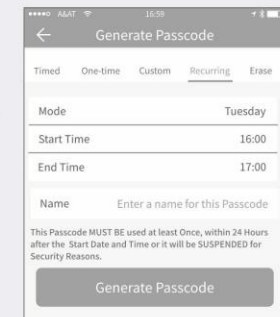 A&AT 16:59
Generate Passcode
Timed One-time Custom Recurring Erase
Mode Tuesday
Start Time 16:00
End Time 17:00
Name Enter a name for this Passcode
This Passcode MUST BE used at least Once, within 24 Hours
after the Start Date and Time or it will be SUSPENDED for
Security Reasons.
Generate Passcode